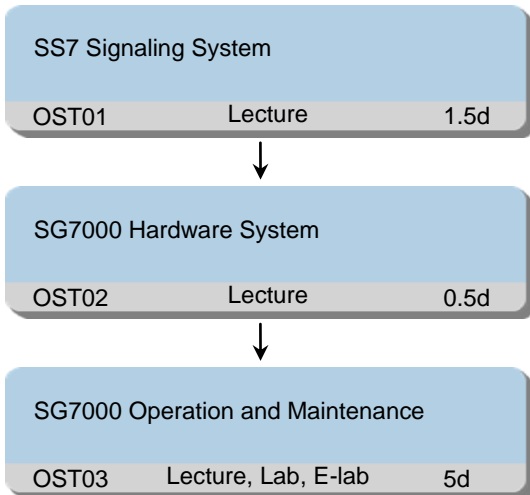 SS7 Signaling System
OST01 Lecture 1.5d
SG7000 Hardware System
OST02 Lecture 0.5d
SG7000 Operation and Maintenance
OST03 Lecture, Lab, E-lab 5d